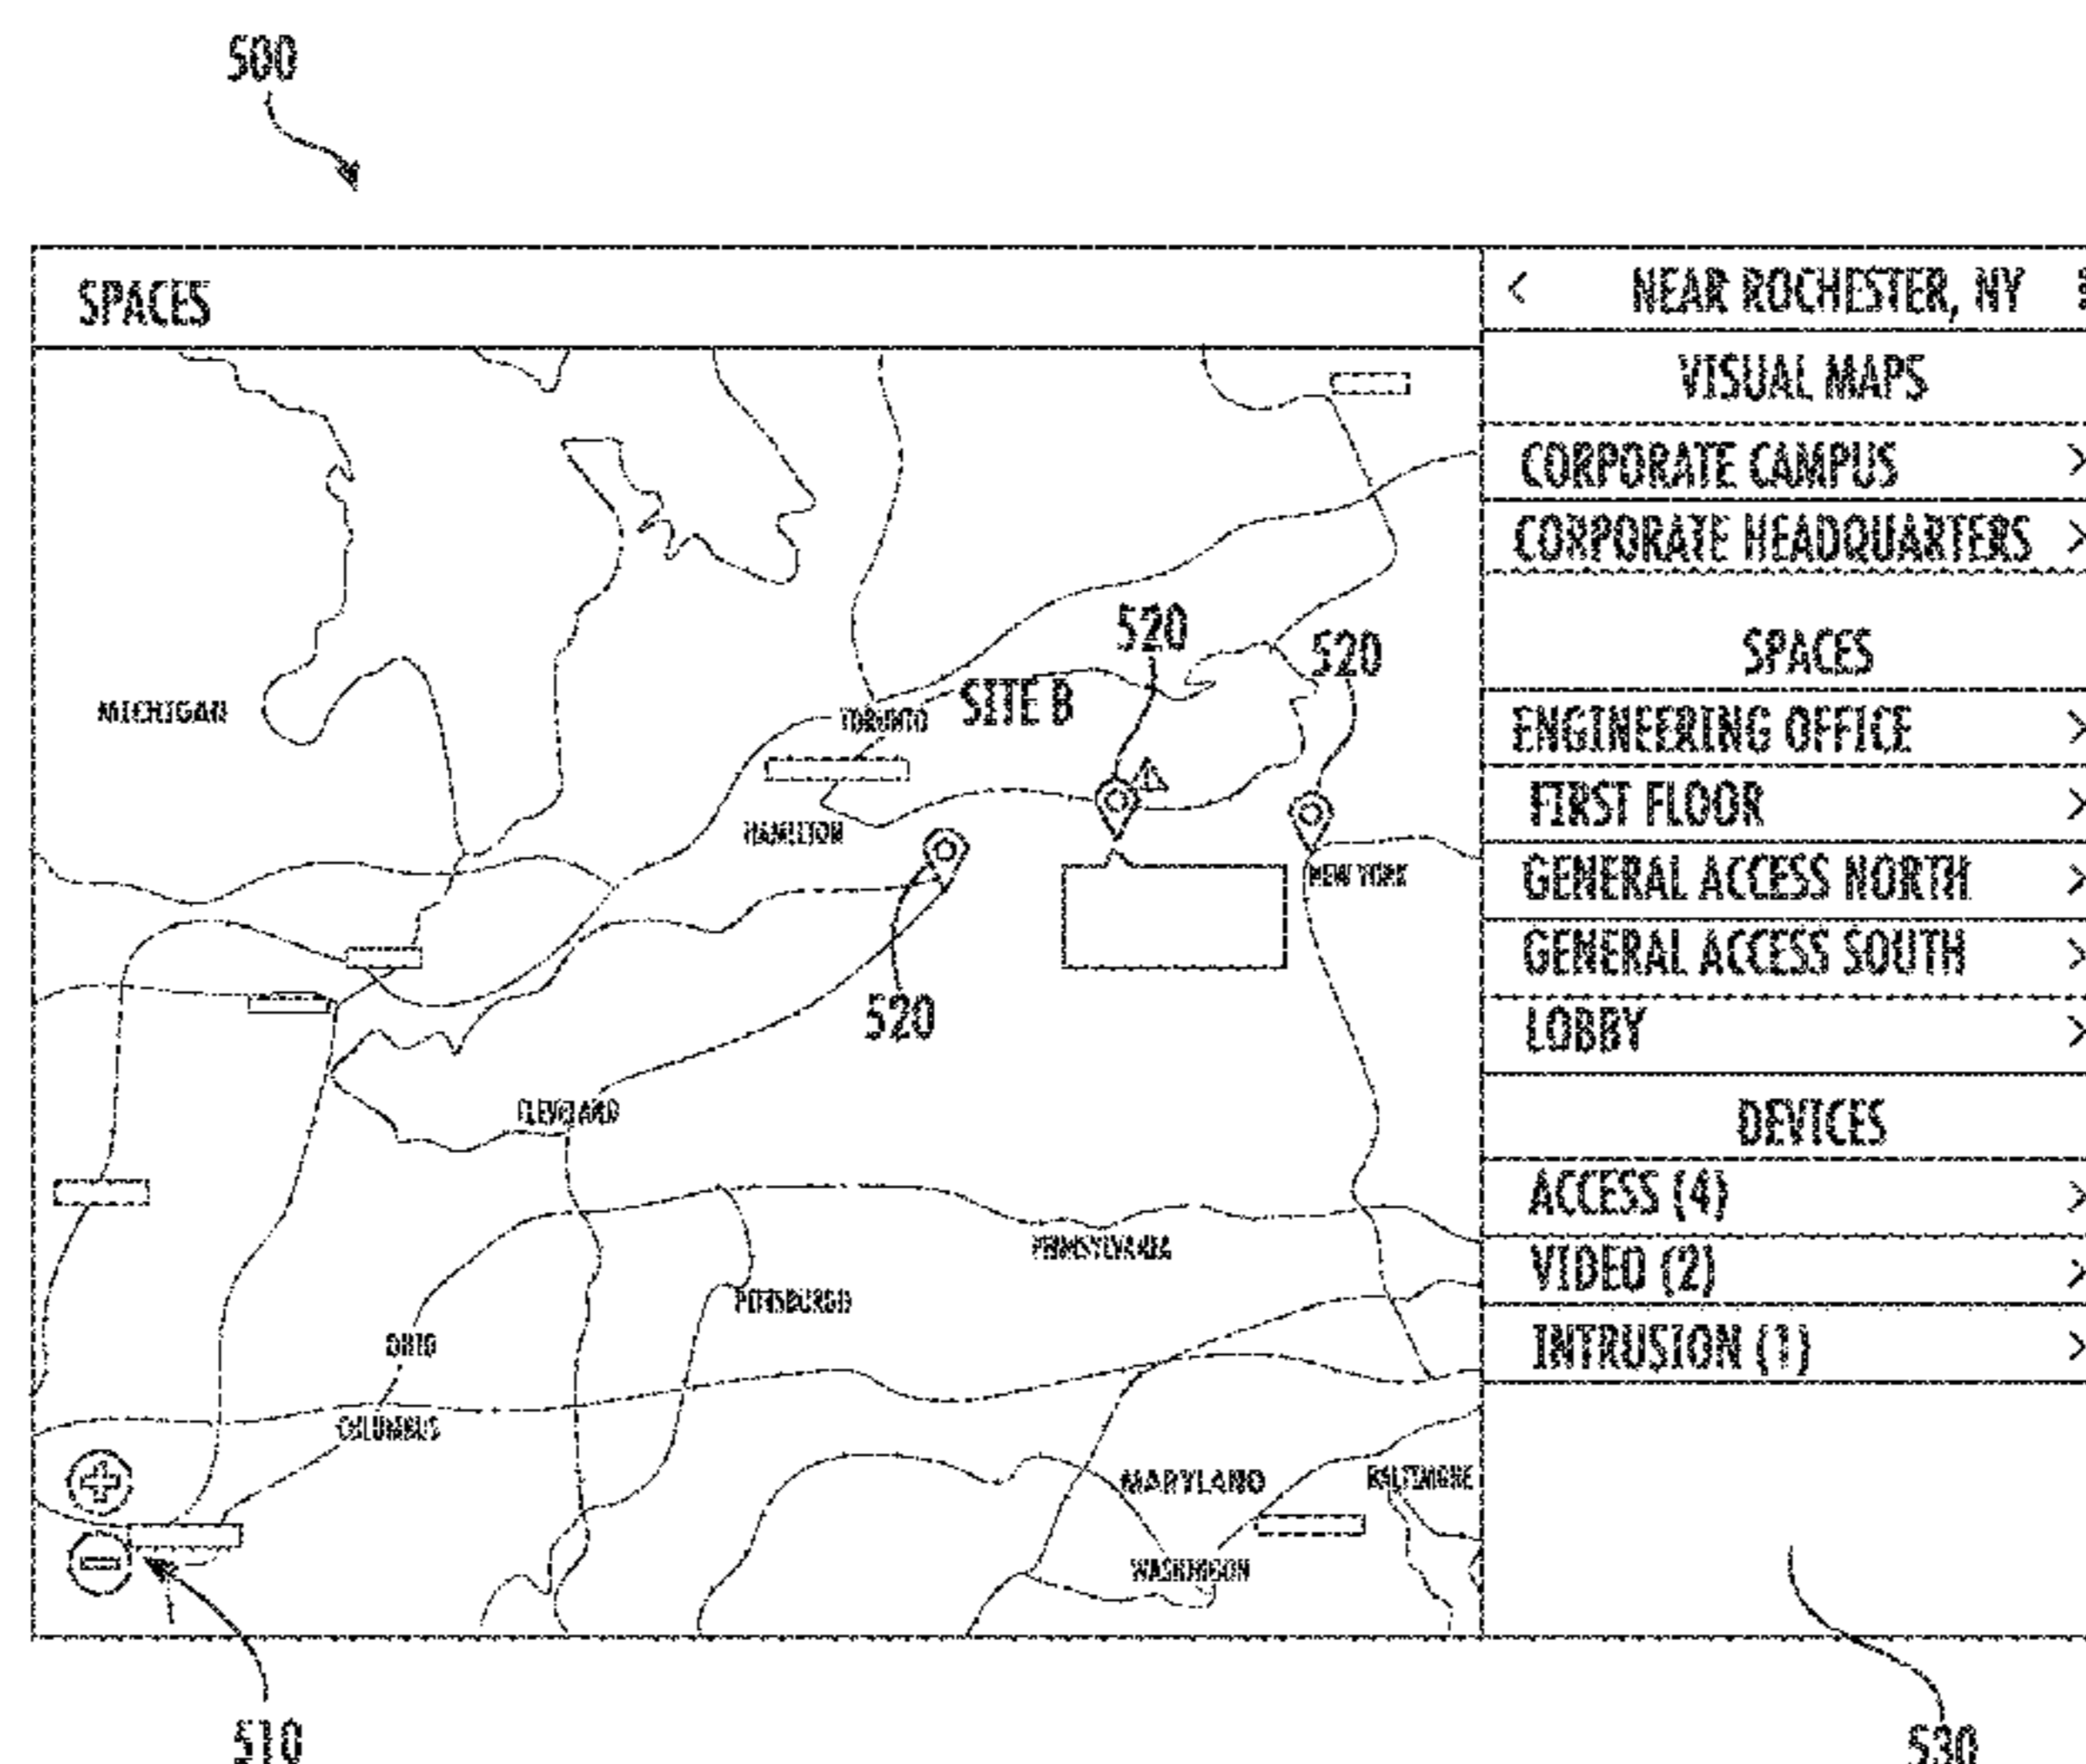 500
SPACES
NEAR ROCHESTER, NY
VISUAL MAPS
CORPORATE CAMPUS
CORPORATE HEADQUARTERS
520
520
SPACES
SITE B
MICHIGAN
TORONTO
ENGINEERING OFFICE
FIRST FLOOR
HAMILTON
NEW YORK
GENERAL ACCESS NORTH
GENERAL ACCESS SOUTH
520
LOBBY
CLEVELAND
DEVICES
ACCESS (4)
PENNSYLVANIA
VIDEO (2)
PITTSBURGH
OHIO
INTRUSION (1)
COLUMBUS
MARYLAND
BALTIMORE
WASHINGTON
510
530